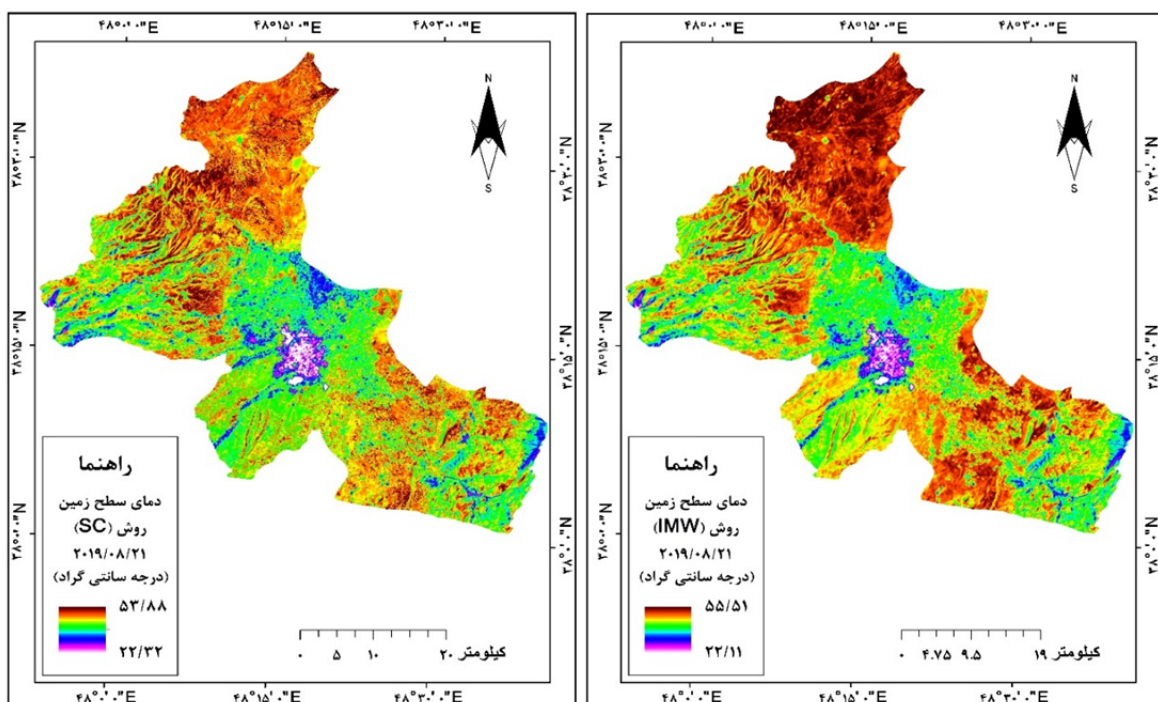 ۴۸°۰'۰"E ۴۸°۱۵'۰"E ۴۸°۳۰'۰"E
N
S
۳۸°۳۰'۰"N
۳۸°۱۵'۰"N
۳۸°۰'۰"N
راهنما
دمای سطح زمین
روش (SC)
۲۰۱۹/۰۸/۲۱
(درجه سانتی گراد)
۵۳/۸۸
۲۲/۳۲
۰ ۵ ۱۰ ۲۰ کیلومتر
۴۸°۰'۰"E ۴۸°۱۵'۰"E ۴۸°۳۰'۰"E
۴۸°۰'۰"E ۴۸°۱۵'۰"E ۴۸°۳۰'۰"E
N
S
۳۸°۳۰'۰"N
۳۸°۱۵'۰"N
۳۸°۰'۰"N
راهنما
دمای سطح زمین
روش (IMW)
۲۰۱۹/۰۸/۲۱
(درجه سانتی گراد)
۵۵/۵۱
۲۲/۱۱
۰ ۴.۷۵ ۹.۵ ۱۹ کیلومتر
۴۸°۰'۰"E ۴۸°۱۵'۰"E ۴۸°۳۰'۰"E